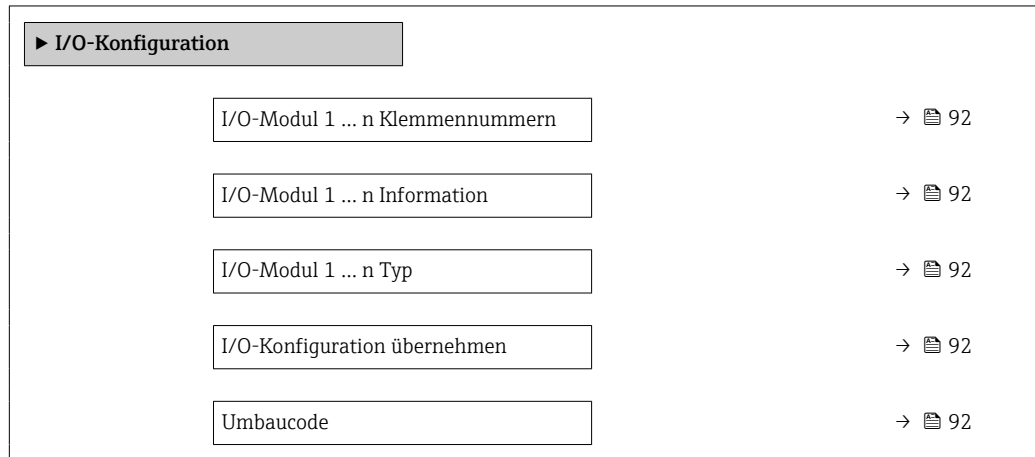 ► I/O-Konfiguration
I/O-Modul 1 … n Klemmennummern → 92
I/O-Modul 1 … n Information → 92
I/O-Modul 1 … n Typ → 92
I/O-Konfiguration übernehmen → 92
Umbaucode → 92